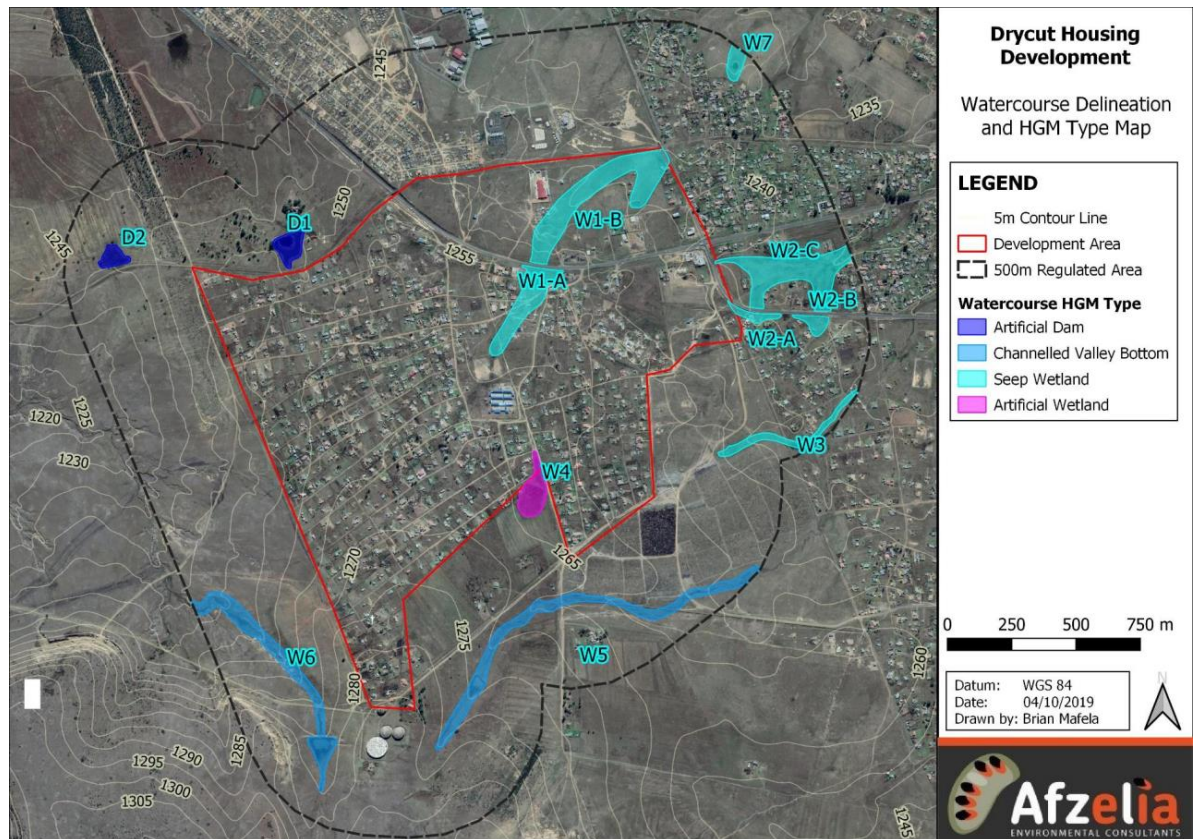 1245
W7
1235
1240
D1
1250
D2
1245
W1-B
1255
W2-C
W1-A
W2-B
W2-A
1220
1225
1230
W3
W4
1265
1270
1275
W5
W6
1280
1260
1285
1290
1295
1300
1305
1245
Drycut Housing
Development
Watercourse Delineation
and HGM Type Map
LEGEND
5m Contour Line
Development Area
500m Regulated Area
Watercourse HGM Type
Artificial Dam
Channelled Valley Bottom
Seep Wetland
Artificial Wetland
0 250 500 750 m
N
Datum: WGS 84
Date: 04/10/2019
Drawn by: Brian Mafela
Afzelia
ENVIRONMENTAL CONSULTANTS